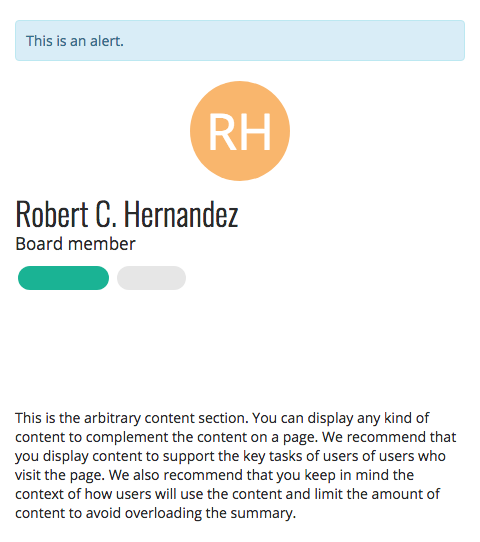 This is an alert.
RH
Robert C. Hernandez
Board member
This is the arbitrary content section. You can display any kind of
content to complement the content on a page. We recommend that
you display content to support the key tasks of users of users who
visit the page. We also recommend that you keep in mind the
context of how users will use the content and limit the amount of
content to avoid overloading the summary.